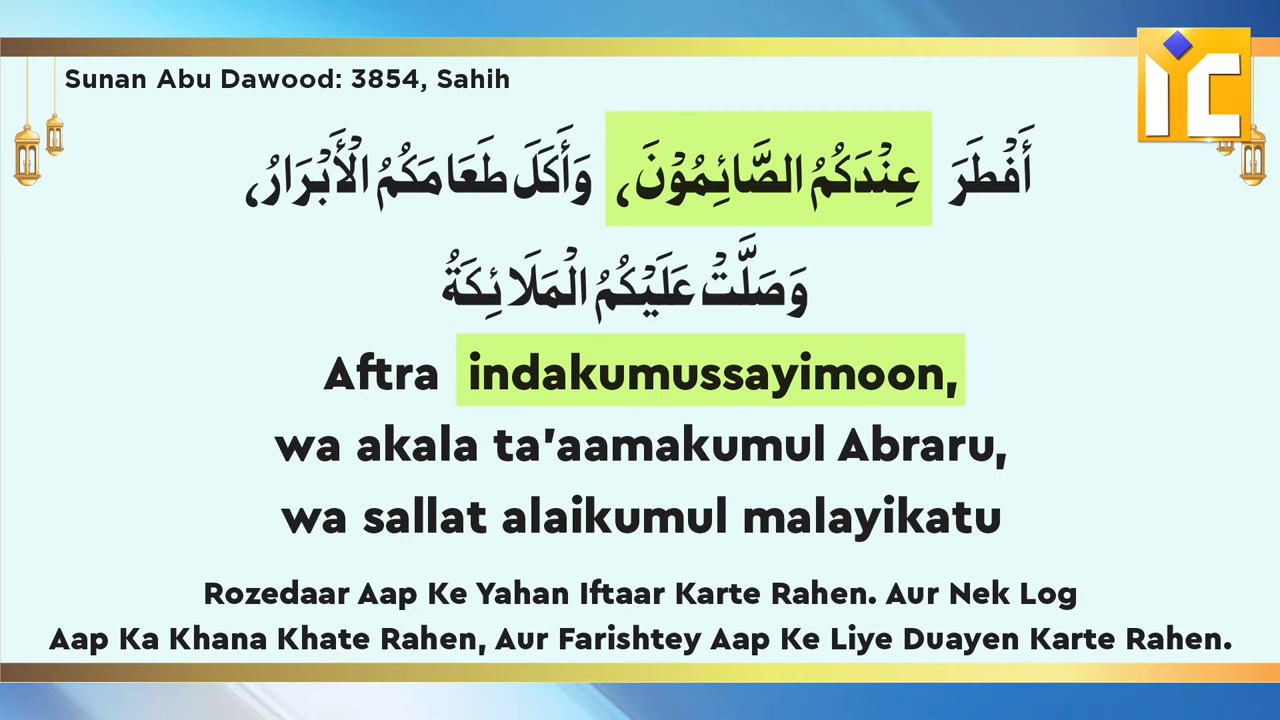 Sunan Abu Dawood: 3854, Sahih
YC
أَفْطَرَ عِنْدَكُمُ الصَّائِمُوْنَ، وَأَكَلَ طَعَامَكُمُ الْأَبْرَارُ،
وَصَلَّتْ عَلَيْكُمُ الْمَلَائِكَةُ
Aftra indakumussayimoon,
wa akala ta'aamakumul Abraru,
wa sallat alaikumul malayikatu
Rozedaar Aap Ke Yahan Iftaar Karte Rahen. Aur Nek Log
Aap Ka Khana Khate Rahen, Aur Farishtey Aap Ke Liye Duayen Karte Rahen.